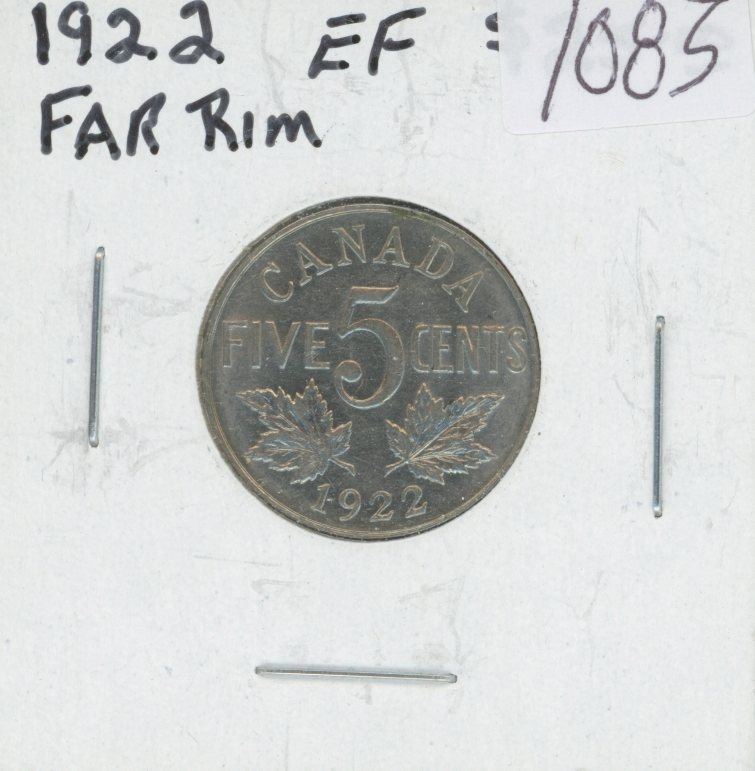 1922 EF
1085
FAR RIM
CANADA
FIVE 5 CENTS
1922